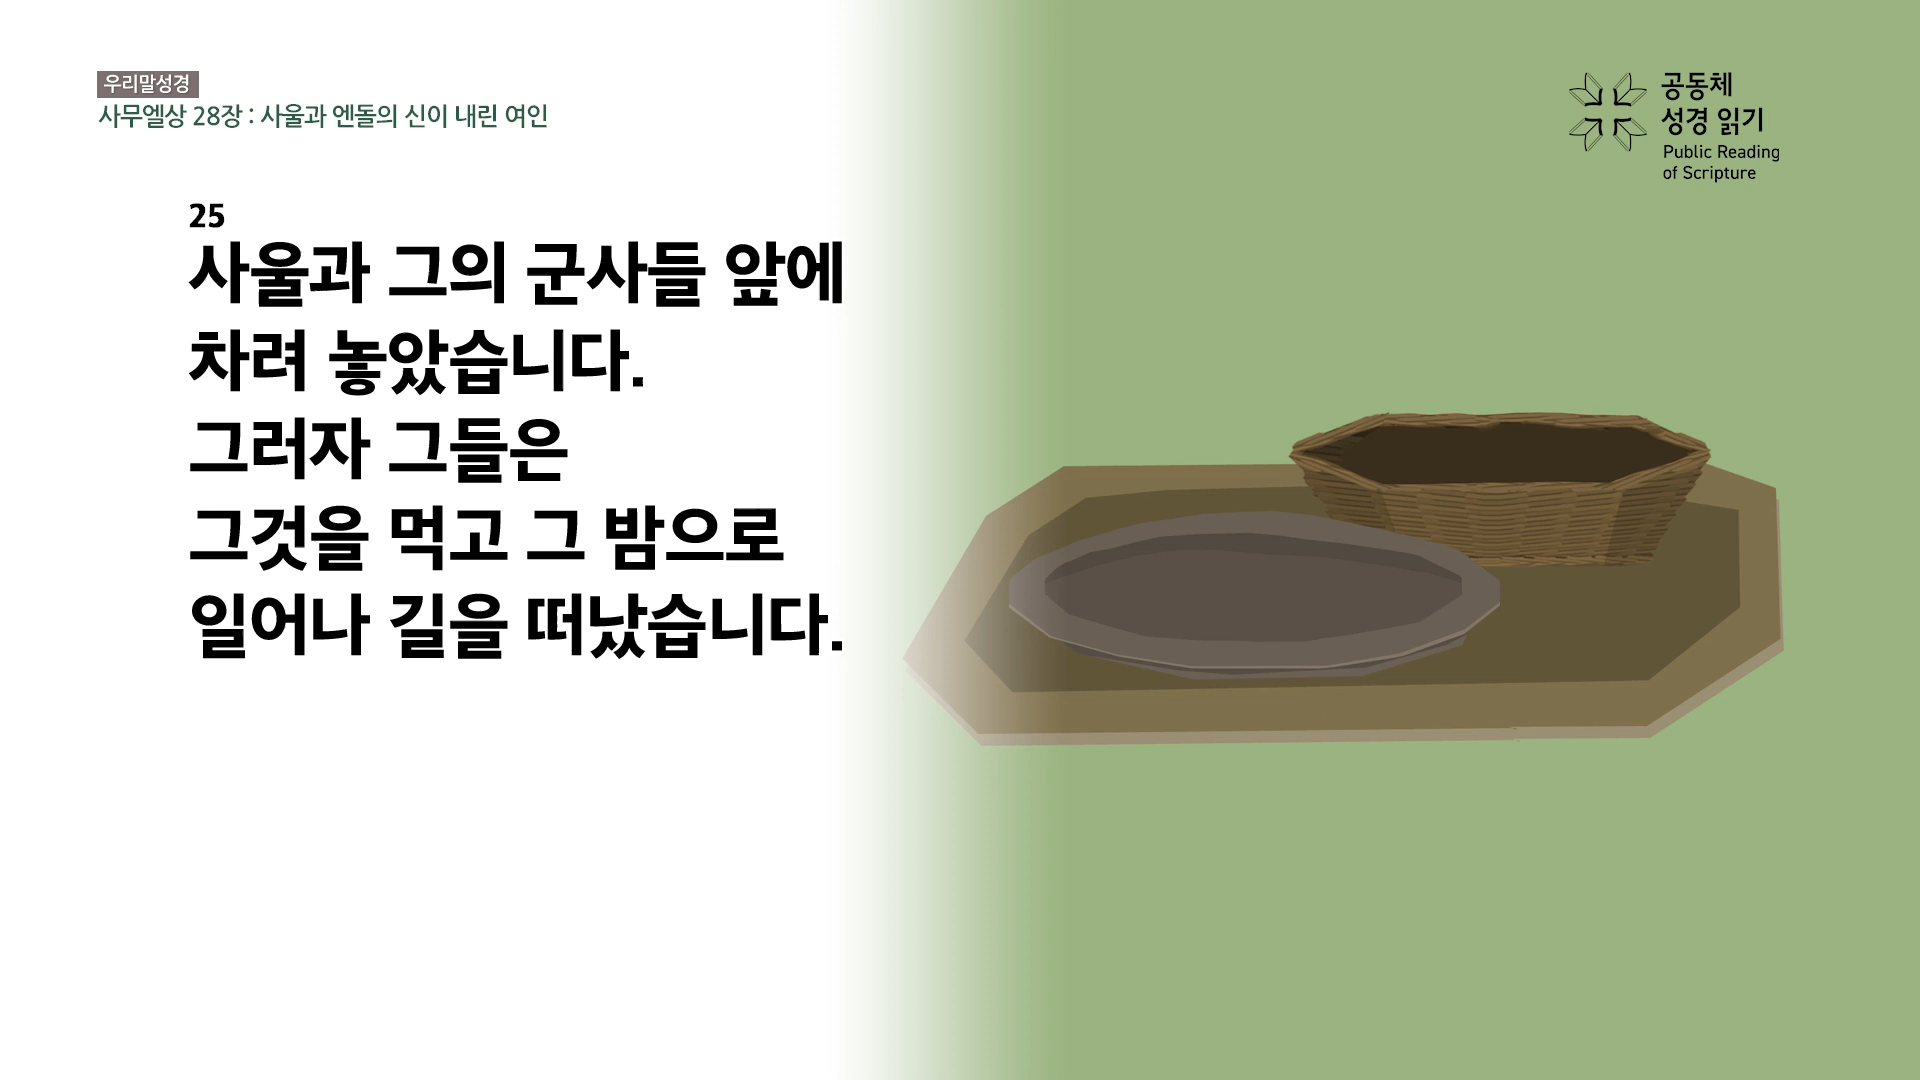 우리말성경
사무엘상 28장 : 사울과 엔돌의 신이 내린 여인
공동체
성경 읽기
Public Reading
of Scripture
25
사울과 그의 군사들 앞에
차려 놓았습니다.
그러자 그들은
그것을 먹고 그 밤으로
일어나 길을 떠났습니다.